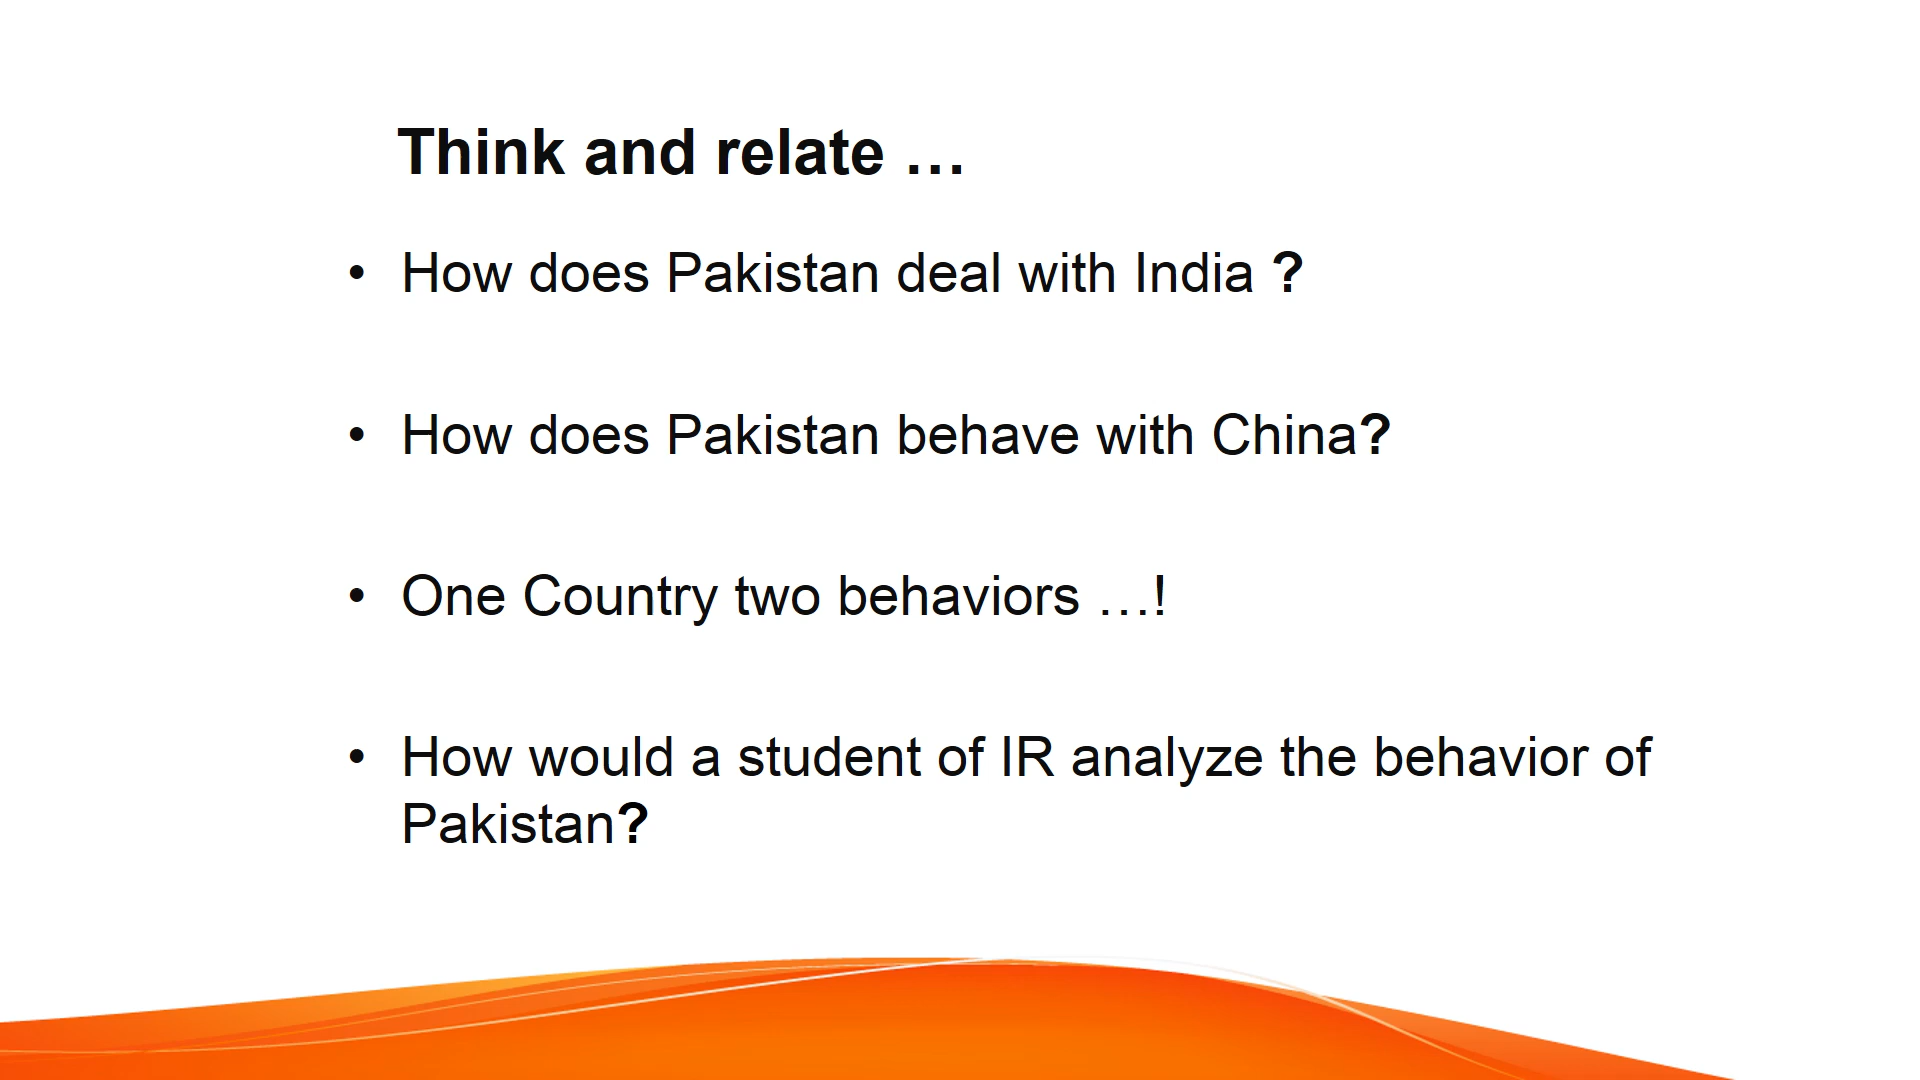 Think and relate …
• How does Pakistan deal with India ?
• How does Pakistan behave with China?
• One Country two behaviors …!
• How would a student of IR analyze the behavior of
Pakistan?